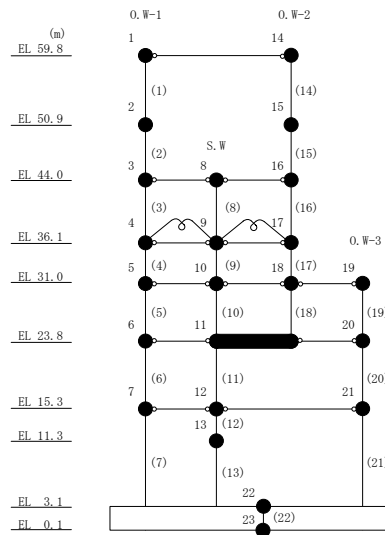 O.W-1 O.W-2
(m)
EL 59.8 1 14
(1) (14)
EL 50.9 2 15
(2) S.W (15)
EL 44.0 3 8 16
(3) (8) (16)
EL 36.1 4 9 17 O.W-3
EL 31.0 5 (4) 10 (9) 18 (17) 19
(5) (10) (18) (19)
EL 23.8 6 11 20
(6) (11) (20)
EL 15.3 7 12 21
EL 11.3 13 (12)
(7) (13) (21)
EL 3.1 22
EL 0.1 23 (22)